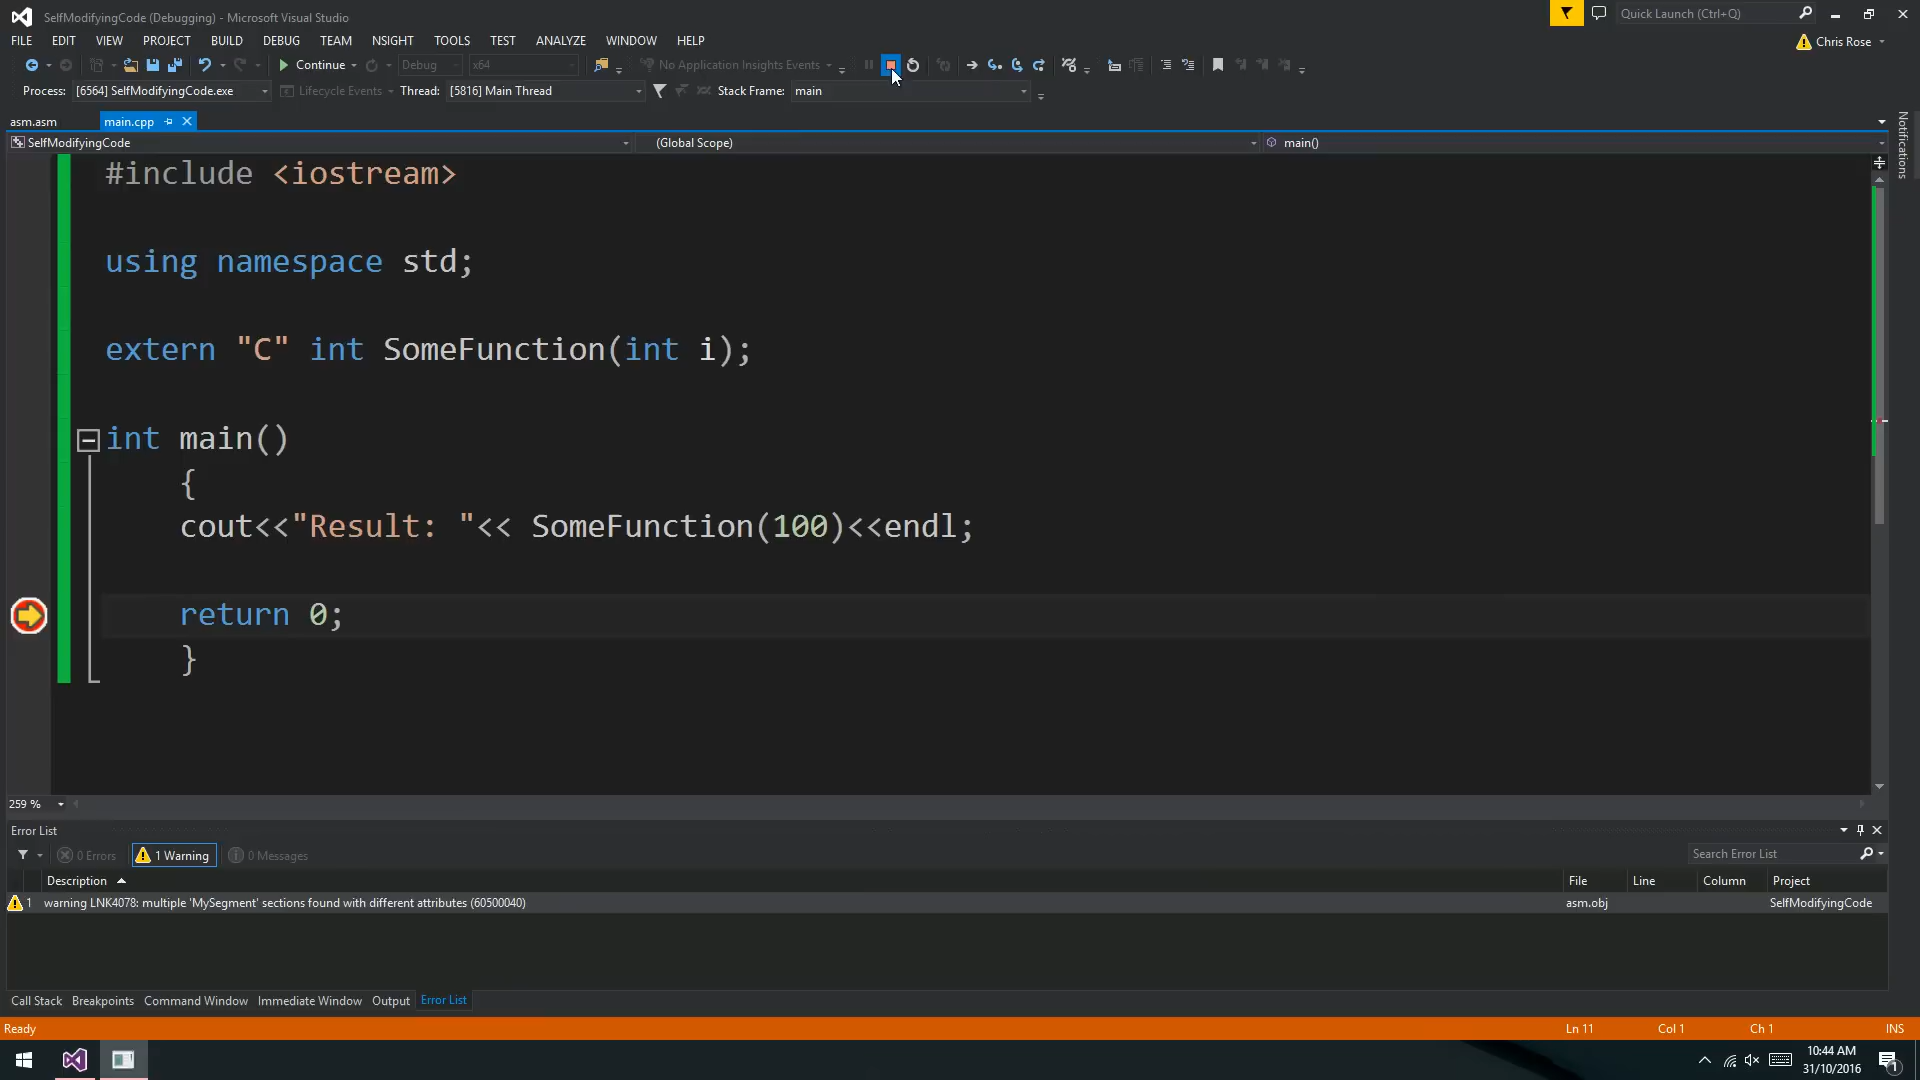 SelfModifyingCode (Debugging) - Microsoft Visual Studio
Quick Launch (Ctrl+Q)
FILE EDIT VIEW PROJECT BUILD DEBUG TEAM NSIGHT TOOLS TEST ANALYZE WINDOW HELP
Chris Rose
Continue Debug x64 No Application Insights Events
Process: [6564] SelfModifyingCode.exe Lifecycle Events Thread: [5816] Main Thread Stack Frame: main
asm.asm main.cpp
Notifications
SelfModifyingCode (Global Scope) main()
#include <iostream>
using namespace std;
extern "C" int SomeFunction(int i);
int main()
{
cout<<"Result: "<< SomeFunction(100)<<endl;
return 0;
}
259 %
Error List
0 Errors 1 Warning 0 Messages Search Error List
Description File Line Column Project
1 warning LNK4078: multiple 'MySegment' sections found with different attributes (60500040) asm.obj SelfModifyingCode
Call Stack Breakpoints Command Window Immediate Window Output Error List
Ready Ln 11 Col 1 Ch 1 INS
10:44 AM
31/10/2016
1